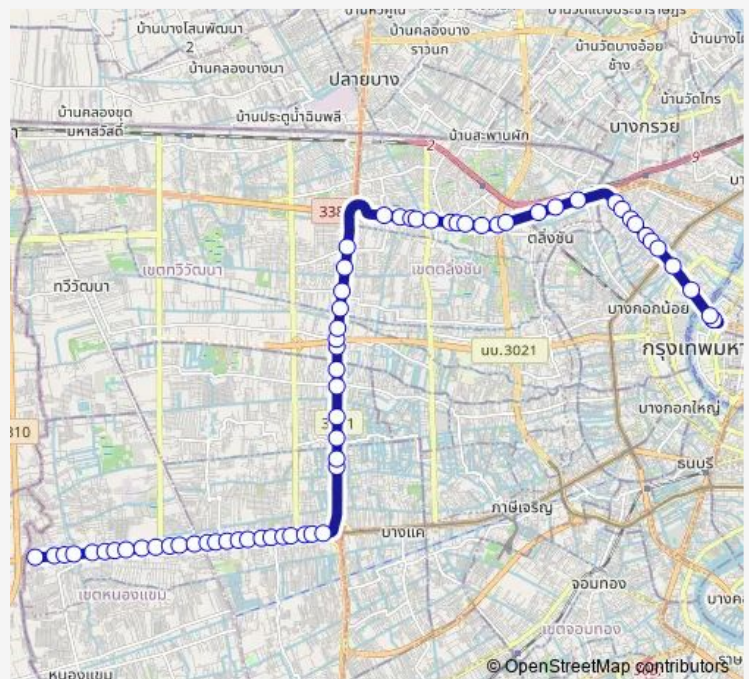 บ้านบางโสนพัฒนา
2
บ้านคลองบางนา
บ้านคลองบาง
ราวนก
บ้านวัดบางอ้อย
ช้าง
ปลายบาง
บ้านวัดไทร
บ้านคลองขุด
มหาสวัสดิ์
บ้านประตูน้ำฉิมพลี
บ้านสะพานผัก
บางกรวย
2
9
338
ตลิ่งชัน
เขตทวีวัฒนา
เขตตลิ่งชัน
ทวีวัฒนา
บางกอกน้อย
นบ.3021
กรุงเทพมหา
บางกอกใหญ่
ธนบุรี
ภาษีเจริญ
บางแค
จอมทอง
เขตหนองแขม
เขตจอมทอง
หนองแขม
© OpenStreetMap contributors